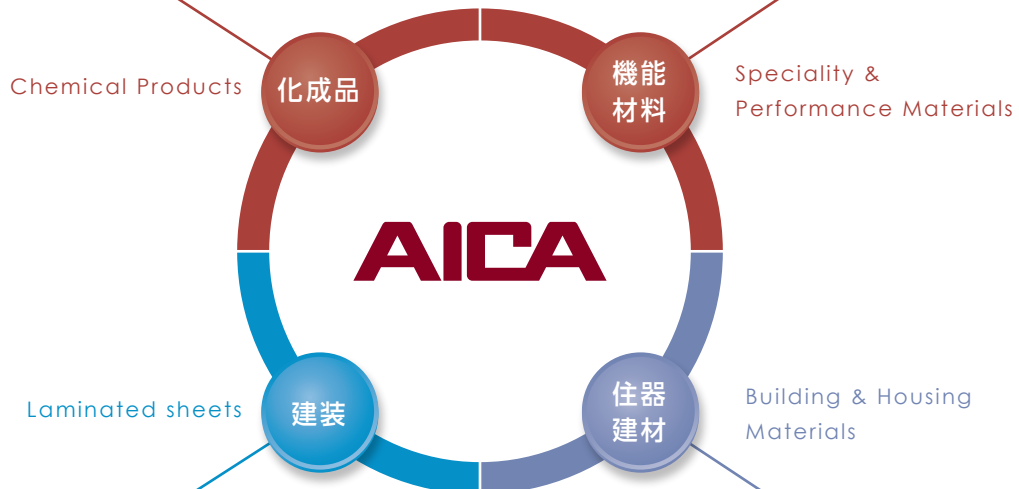 Chemical Products
化成品
機能
材料
Speciality &
Performance Materials
AICA
Laminated sheets
建装
住器
建材
Building & Housing
Materials